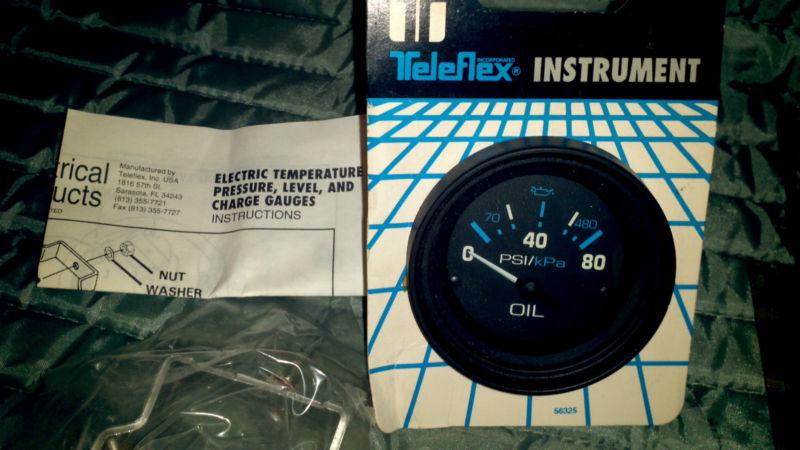 INCORPORATED
Teleflex® INSTRUMENT
trical
ucts
TED
Manufactured by
Teleflex, Inc. USA
1816 57th St.
Sarasota, FL 34243
(813) 355-7721
Fax (813) 355-7727
ELECTRIC TEMPERATURE
PRESSURE, LEVEL, AND
CHARGE GAUGES
INSTRUCTIONS
NUT
WASHER
70 480
0 40 80
PSI/kPa
OIL
56325